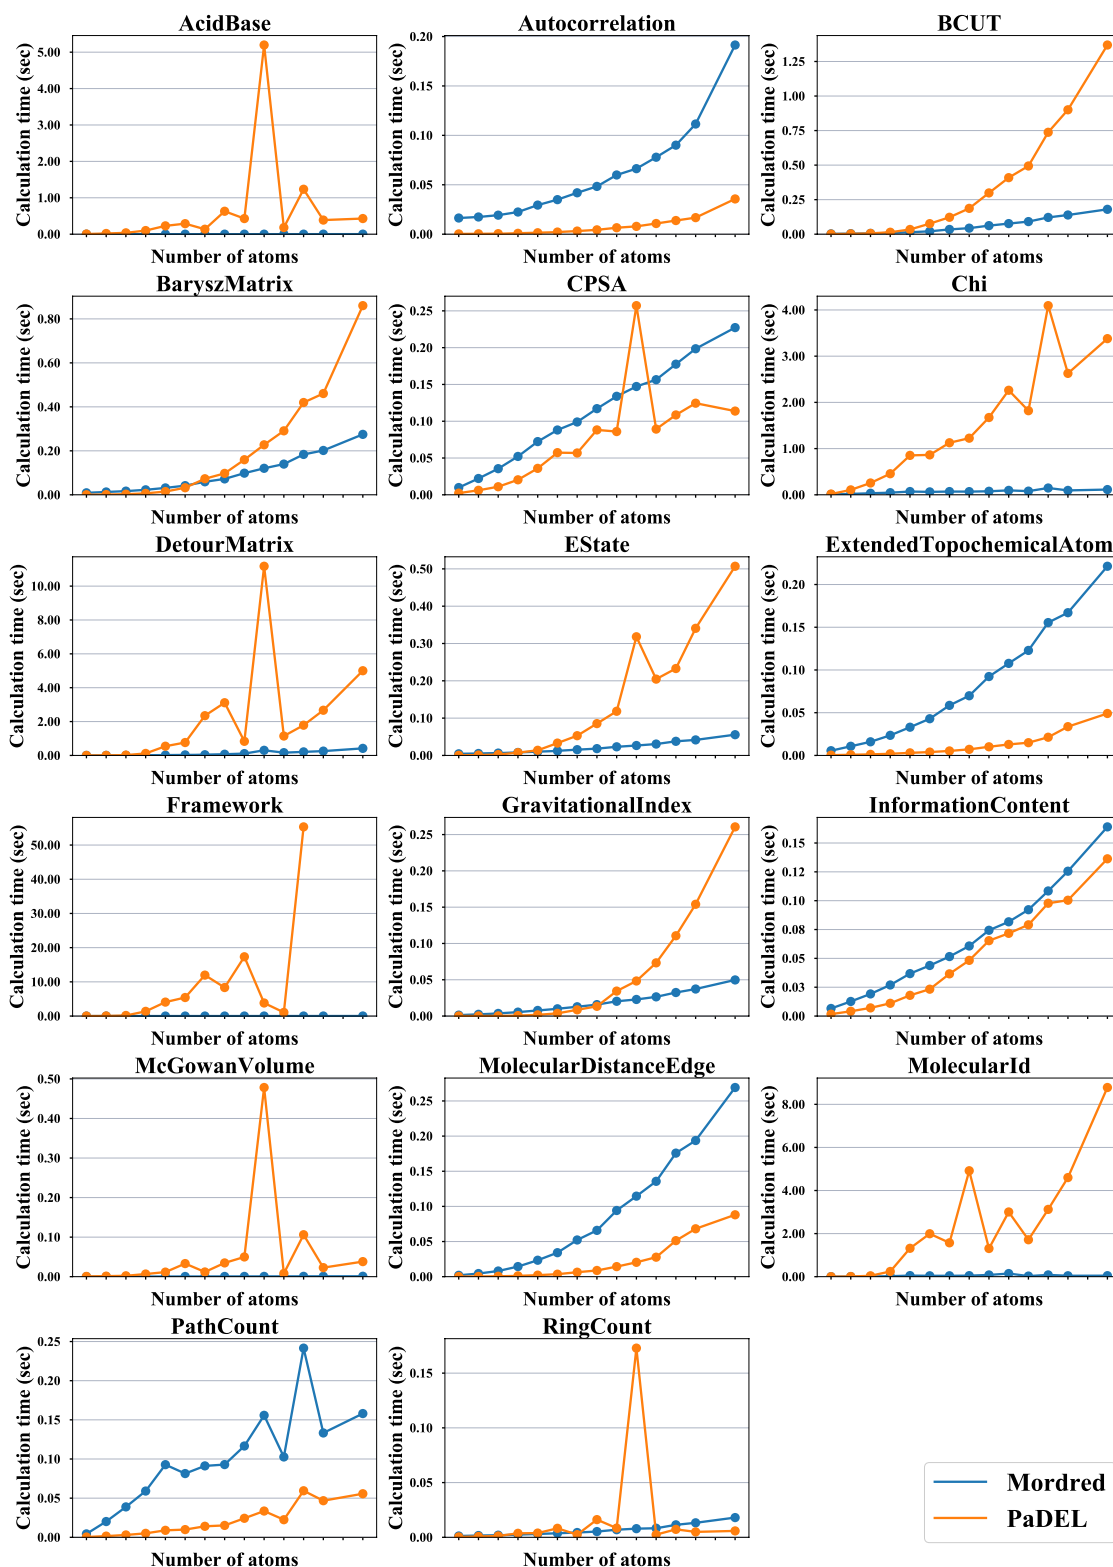 AcidBase
Calculation time (sec)
5.00
4.00
3.00
2.00
1.00
0.00
Number of atoms
Autocorrelation
Calculation time (sec)
0.20
0.15
0.10
0.05
0.00
Number of atoms
BCUT
Calculation time (sec)
1.25
1.00
0.75
0.50
0.25
0.00
Number of atoms
BaryszMatrix
Calculation time (sec)
0.80
0.60
0.40
0.20
0.00
Number of atoms
CPSA
Calculation time (sec)
0.25
0.20
0.15
0.10
0.05
0.00
Number of atoms
Chi
Calculation time (sec)
4.00
3.00
2.00
1.00
0.00
Number of atoms
DetourMatrix
Calculation time (sec)
10.00
8.00
6.00
4.00
2.00
0.00
Number of atoms
EState
Calculation time (sec)
0.50
0.40
0.30
0.20
0.10
0.00
Number of atoms
ExtendedTopochemicalAtom
Calculation time (sec)
0.20
0.15
0.10
0.05
0.00
Number of atoms
Framework
Calculation time (sec)
50.00
40.00
30.00
20.00
10.00
0.00
Number of atoms
GravitationalIndex
Calculation time (sec)
0.25
0.20
0.15
0.10
0.05
0.00
Number of atoms
InformationContent
Calculation time (sec)
0.15
0.12
0.10
0.08
0.05
0.03
0.00
Number of atoms
McGowanVolume
Calculation time (sec)
0.50
0.40
0.30
0.20
0.10
0.00
Number of atoms
MolecularDistanceEdge
Calculation time (sec)
0.25
0.20
0.15
0.10
0.05
0.00
Number of atoms
MolecularId
Calculation time (sec)
8.00
6.00
4.00
2.00
0.00
Number of atoms
PathCount
Calculation time (sec)
0.25
0.20
0.15
0.10
0.05
0.00
Number of atoms
RingCount
Calculation time (sec)
0.15
0.10
0.05
0.00
Number of atoms
Mordred
PaDEL